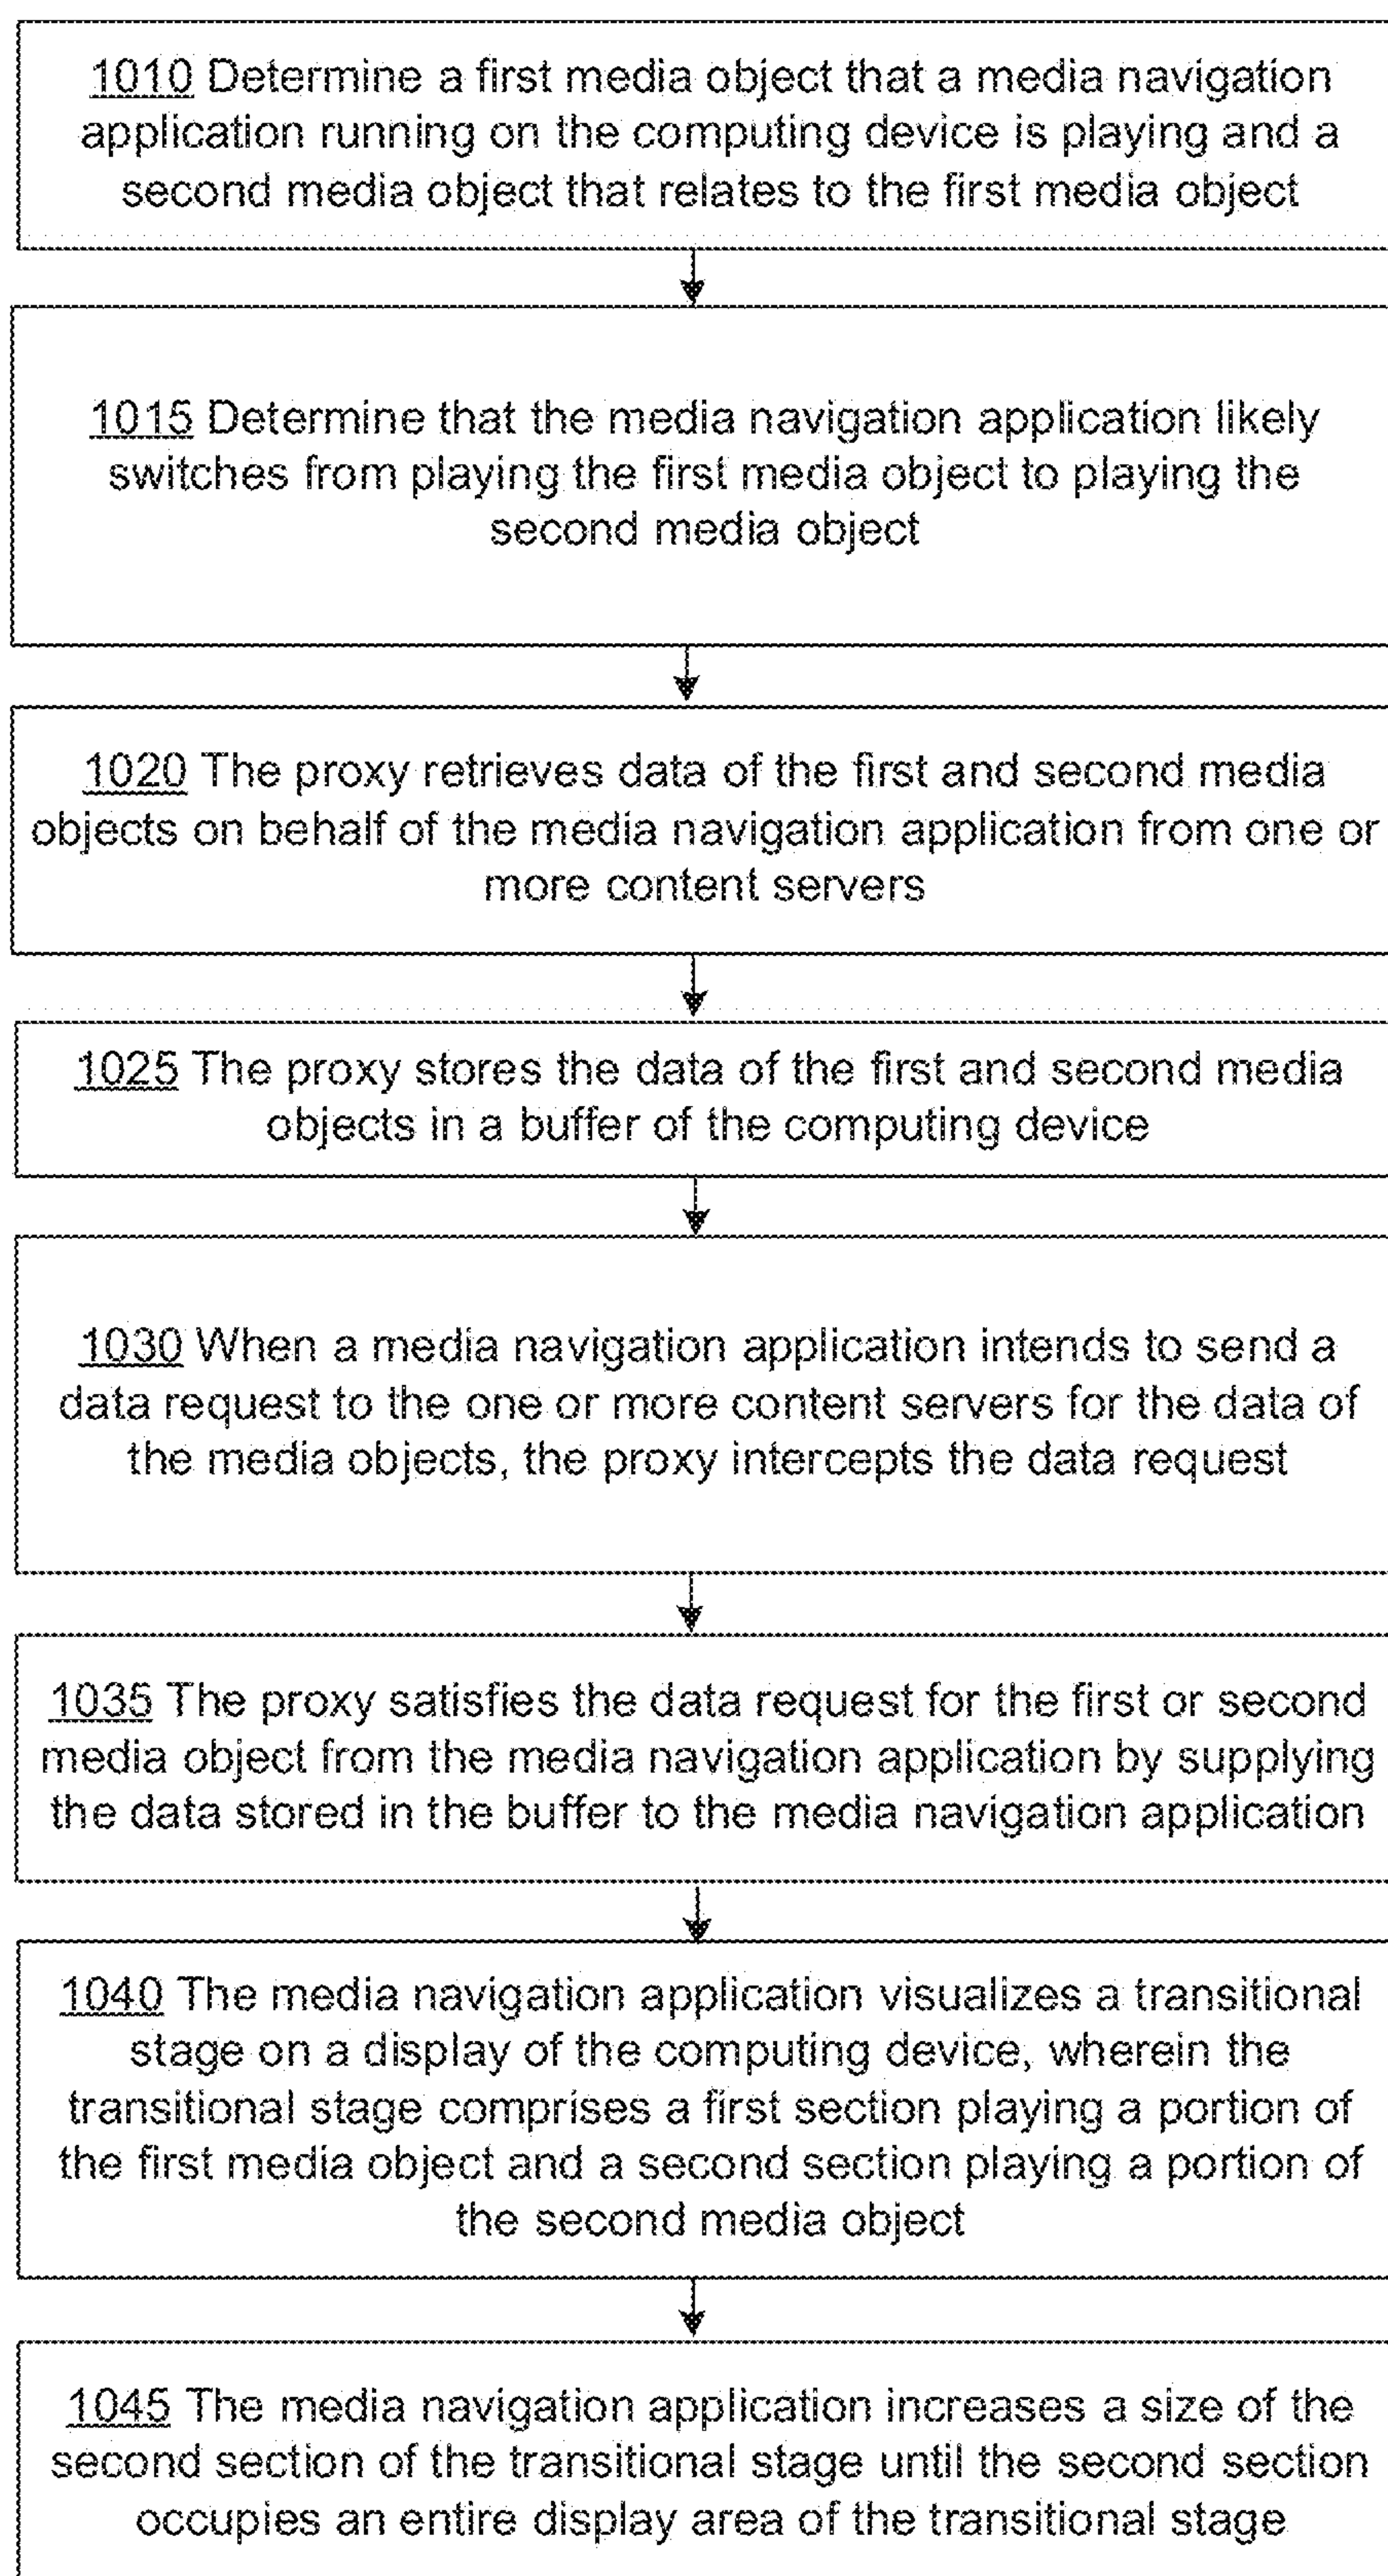 1010 Determine a first media object that a media navigation
application running on the computing device is playing and a
second media object that relates to the first media object
1015 Determine that the media navigation application likely
switches from playing the first media object to playing the
second media object
1020 The proxy retrieves data of the first and second media
objects on behalf of the media navigation application from one or
more content servers
1025 The proxy stores the data of the first and second media
objects in a buffer of the computing device
1030 When a media navigation application intends to send a
data request to the one or more content servers for the data of
the media objects, the proxy intercepts the data request
1035 The proxy satisfies the data request for the first or second
media object from the media navigation application by supplying
the data stored in the buffer to the media navigation application
1040 The media navigation application visualizes a transitional
stage on a display of the computing device, wherein the
transitional stage comprises a first section playing a portion of
the first media object and a second section playing a portion of
the second media object
1045 The media navigation application increases a size of the
second section of the transitional stage until the second section
occupies an entire display area of the transitional stage